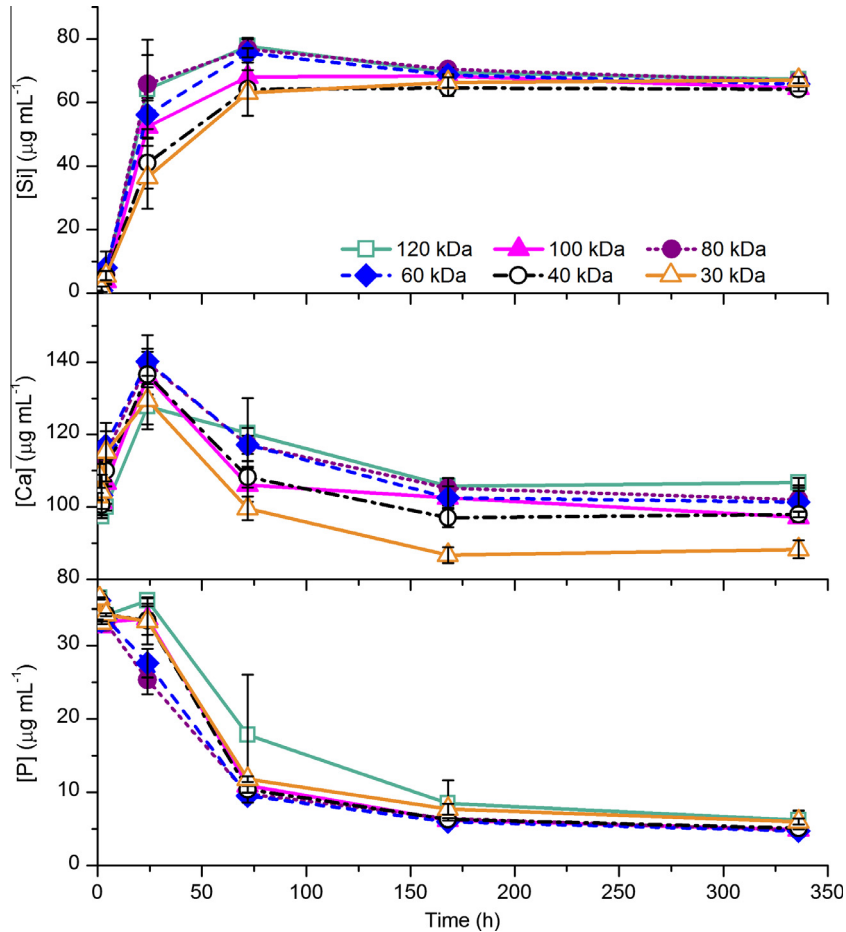 80
60
40
20
0
[Si] (µg mL⁻¹)
120 kDa 100 kDa 80 kDa
60 kDa 40 kDa 30 kDa
140
120
100
80
[Ca] (µg mL⁻¹)
30
20
10
0
[P] (µg mL⁻¹)
0 50 100 150 200 250 300 350
Time (h)